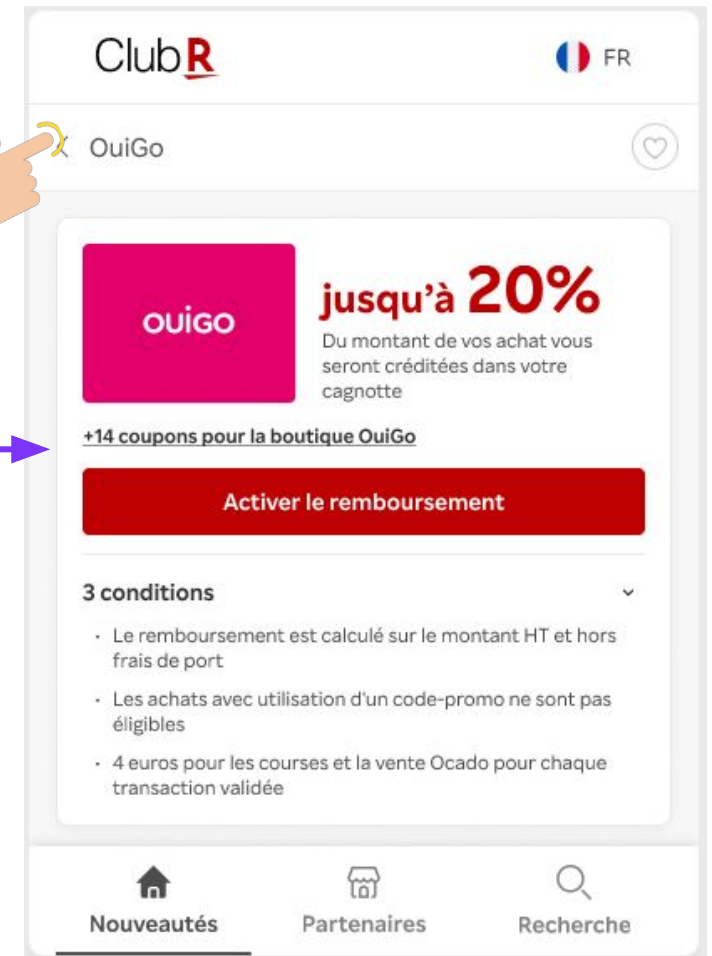 Club R
FR
OuiGo
OUIGO
jusqu'à 20%
Du montant de vos achat vous
seront créditées dans votre
cagnotte
+14 coupons pour la boutique OuiGo
Activer le remboursement
3 conditions
• Le remboursement est calculé sur le montant HT et hors
frais de port
• Les achats avec utilisation d'un code-promo ne sont pas
éligibles
• 4 euros pour les courses et la vente Ocado pour chaque
transaction validée
Nouveautés
Partenaires
Recherche